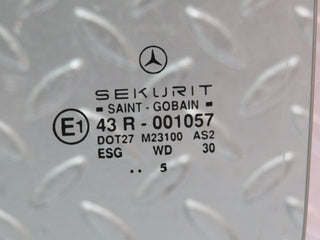 SEKURIT
SAINT - GOBAIN
E1 43 R - 001057
DOT27 M23100 AS2
ESG WD 30
.. 5